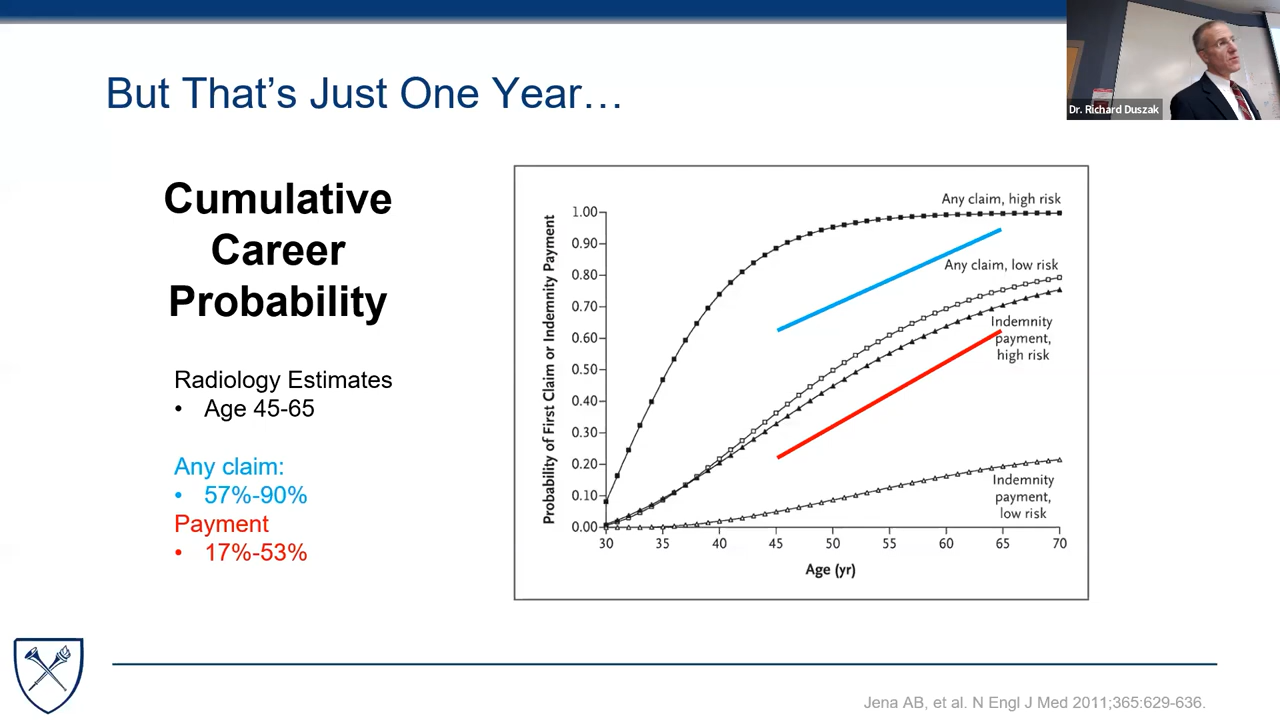 But That's Just One Year…
Dr. Richard Duszak
Cumulative
Career
Probability
Radiology Estimates
• Age 45-65
Any claim:
• 57%-90%
Payment
• 17%-53%
Probability of First Claim or Indemnity Payment
1.00
0.90
0.80
0.70
0.60
0.50
0.40
0.30
0.20
0.10
0.00
Any claim, high risk
Any claim, low risk
Indemnity
payment,
high risk
Indemnity
payment,
low risk
30 35 40 45 50 55 60 65 70
Age (yr)
Jena AB, et al. N Engl J Med 2011;365:629-636.